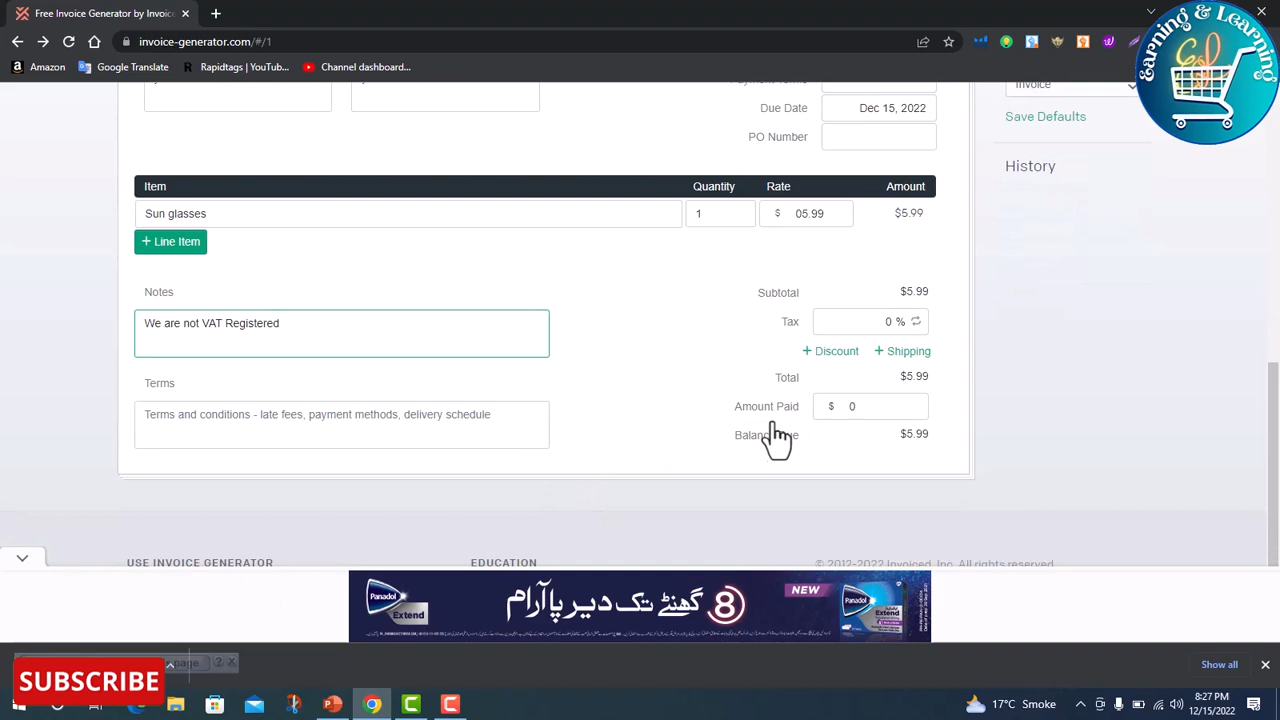 Free Invoice Template
invoice-generator.com/#/1
Amazon
Google Translate
Rapidtags | YouTub...
Channel dashboard...
Earning & Learning
Invoice
Save Defaults
History
Due Date
Dec 15, 2022
PO Number
Item Quantity Rate Amount
Sun glasses 1 $ 05.99 $5.99
+ Line Item
Notes
We are not VAT Registered
Terms
Terms and conditions - late fees, payment methods, delivery schedule
Subtotal $5.99
Tax 0 %
+ Discount + Shipping
Total $5.99
Amount Paid $ 0
$5.99
USE INVOICE GENERATOR
EDUCATION
© 2012-2022 Invoiced, Inc. All rights reserved.
Panadol
Extend
8 گھنٹے تک دیرپا آرام
NEW
Panadol
Extend
Show all
SUBSCRIBE
17°C Smoke
8:27 PM
12/15/2022